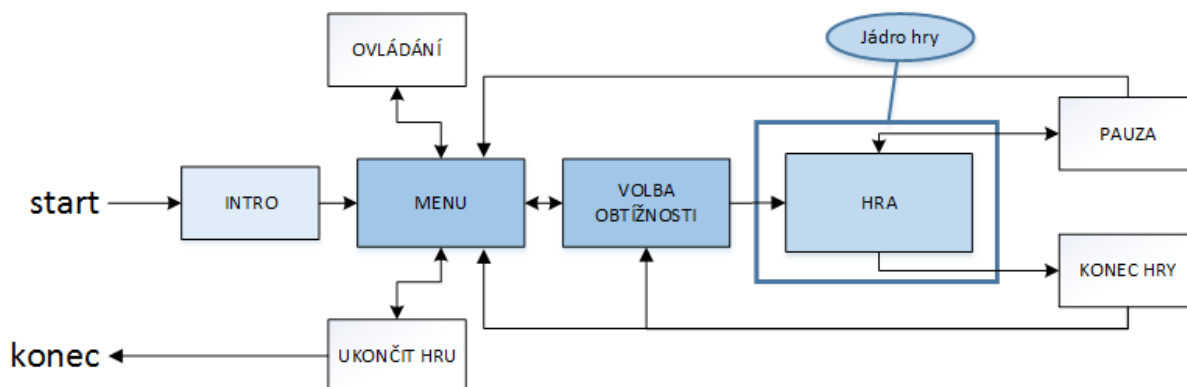 OVLÁDÁNÍ
Jádro hry
PAUZA
start
INTRO
MENU
VOLBA
OBTÍŽNOSTI
HRA
KONEC HRY
konec
UKONČIT HRU